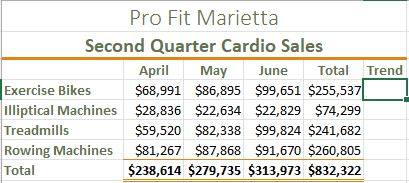 Pro Fit Marietta
Second Quarter Cardio Sales
April May June Total Trend
Exercise Bikes $68,991 $86,895 $99,651 $255,537
Illiptical Machines $28,836 $22,634 $22,829 $74,299
Treadmills $59,520 $82,338 $99,824 $241,682
Rowing Machines $81,267 $87,868 $91,670 $260,805
Total $238,614 $279,735 $313,973 $832,322